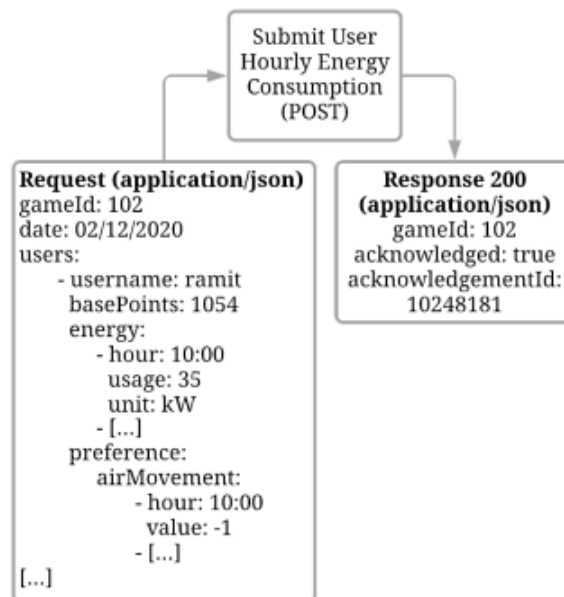 Submit User
Hourly Energy
Consumption
(POST)
Request (application/json)
gameId: 102
date: 02/12/2020
users:
- username: ramit
basePoints: 1054
energy:
- hour: 10:00
usage: 35
unit: kW
- [...]
preference:
airMovement:
- hour: 10:00
value: -1
- [...]
[...]
Response 200
(application/json)
gameId: 102
acknowledged: true
acknowledgementId:
10248181